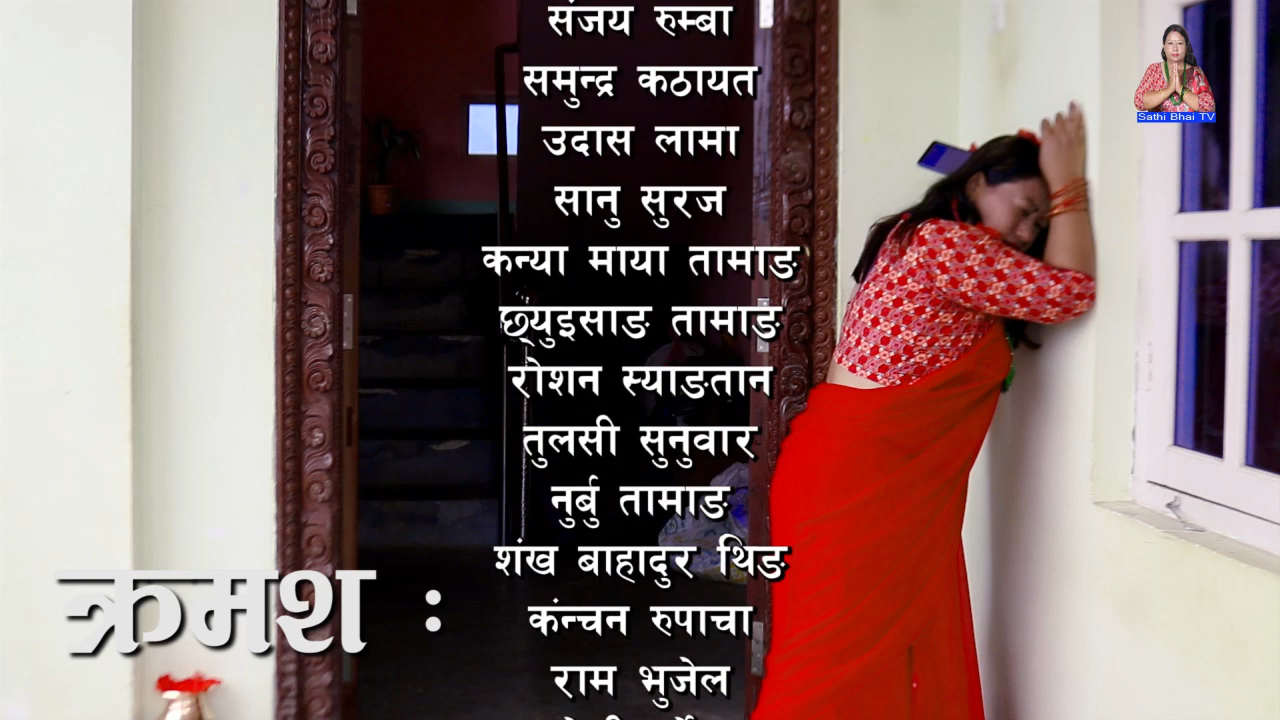 संजय रुम्बा
समुन्द्र कठायत
उदास लामा
सानु सुरज
कन्या माया तामाङ
छ्युइसाङ तामाङ
रोशन स्याङतान
तुलसी सुनुवार
नुर्बु तामाङ
शंख बाहादुर थिङ
कंन्चन रुपाचा
राम भुजेल
क्रमश :
Sathi Bhai TV